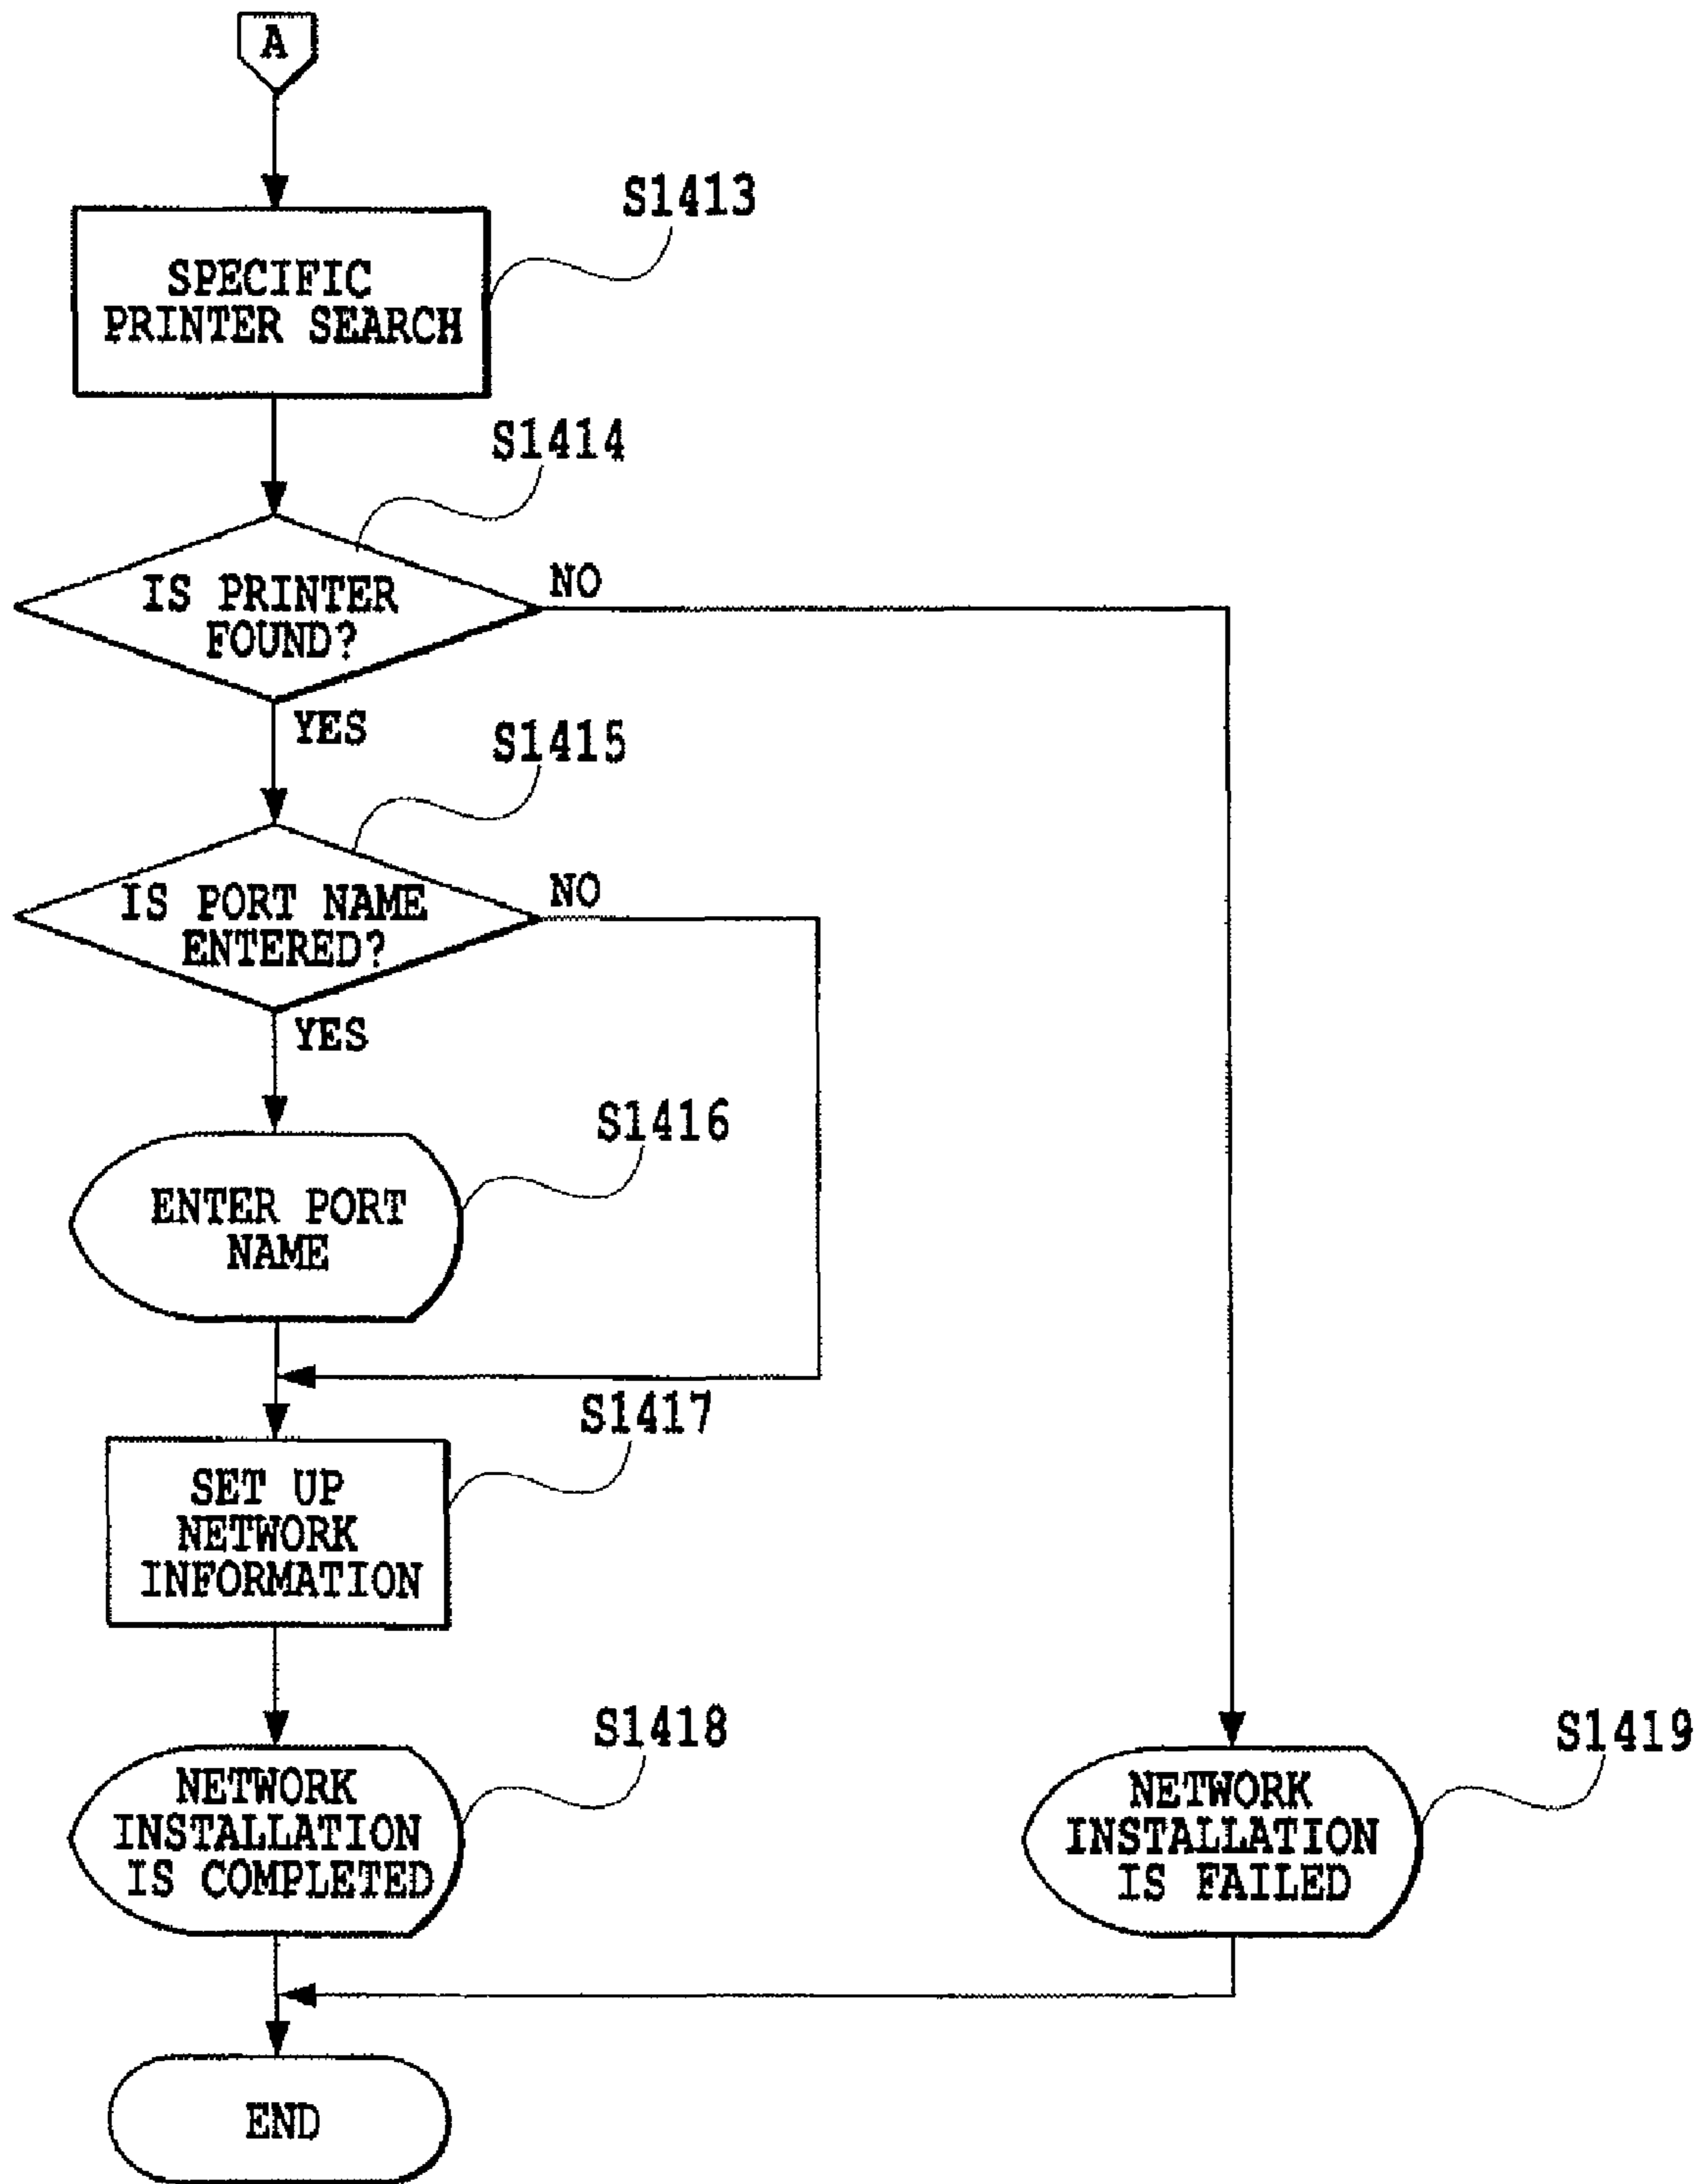 A
S1413
SPECIFIC
PRINTER SEARCH
S1414
IS PRINTER
FOUND?
NO
YES
S1415
IS PORT NAME
ENTERED?
NO
YES
S1416
ENTER PORT
NAME
S1417
SET UP
NETWORK
INFORMATION
S1418
NETWORK
INSTALLATION
IS COMPLETED
S1419
NETWORK
INSTALLATION
IS FAILED
END